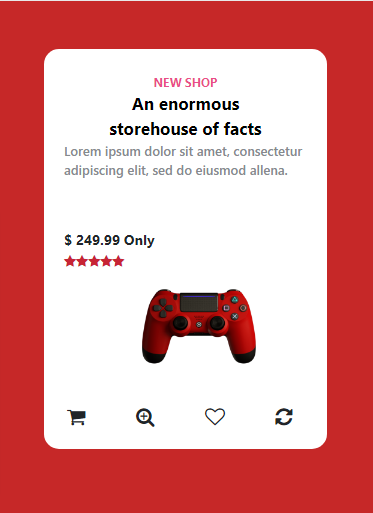 NEW SHOP
An enormous
storehouse of facts
Lorem ipsum dolor sit amet, consectetur
adipiscing elit, sed do eiusmod allena.
$ 249.99 Only